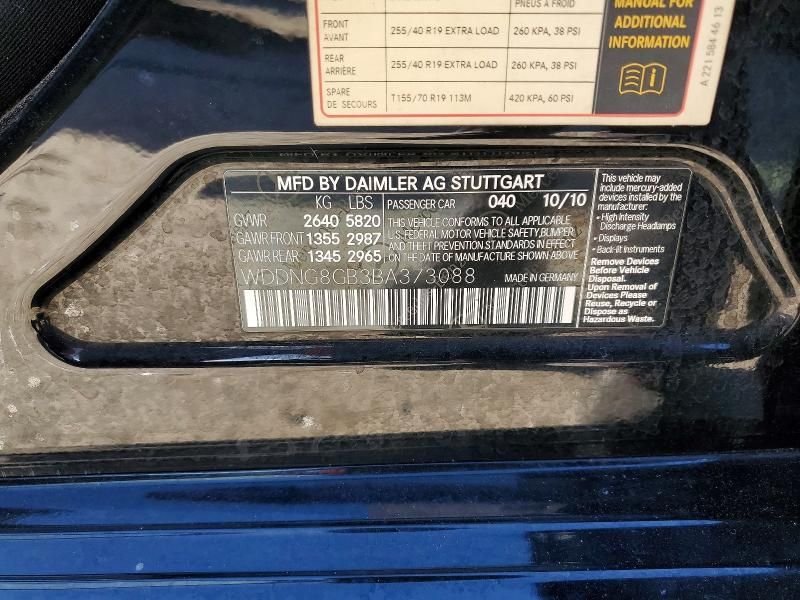 PNEUS À FROID
MANUAL FOR
ADDITIONAL
INFORMATION
FRONT
AVANT
255/40 R19 EXTRA LOAD
260 KPA, 38 PSI
REAR
ARRIÈRE
255/40 R19 EXTRA LOAD
260 KPA, 38 PSI
SPARE
DE SECOURS
T155/70 R19 113M
420 KPA, 60 PSI
A 221 584 46 13
MFD BY DAIMLER AG STUTTGART
KG LBS PASSENGER CAR 040 10/10
GVWR 2640 5820
GAWR FRONT 1355 2987
GAWR REAR 1345 2965
THIS VEHICLE CONFORMS TO ALL APPLICABLE
U.S. FEDERAL MOTOR VEHICLE SAFETY, BUMPER,
AND THEFT PREVENTION STANDARDS IN EFFECT
ON THE DATE OF MANUFACTURE SHOWN ABOVE
WDDNG8GB3BA373088
MADE IN GERMANY
This vehicle may
include mercury-added
devices installed by the
manufacturer:
• High Intensity
Discharge Headlamps
• Displays
• Back-lit Instruments
Remove Devices
Before Vehicle
Disposal.
Upon Removal of
Devices Please
Reuse, Recycle or
Dispose as
Hazardous Waste.